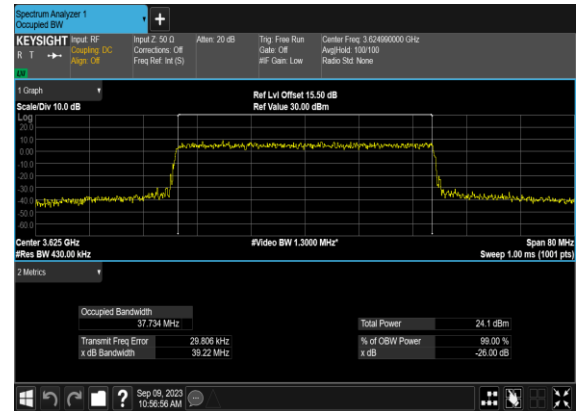 Spectrum Analyzer 1
Occupied BW
KEYSIGHT
R T
Input: RF
Coupling: DC
Align: Off
Input Z: 50 Ω
Corrections: Off
Freq Ref: Int (S)
Atten: 20 dB
Trig: Free Run
Gate: Off
#IF Gain: Low
Center Freq: 3.624990000 GHz
Avg|Hold: 100/100
Radio Std: None
1 Graph
Scale/Div 10.0 dB
Ref Lvl Offset 15.50 dB
Ref Value 30.00 dBm
Log
20.0
10.0
0.00
-10.0
-20.0
-30.0
-40.0
-50.0
-60.0
Center 3.625 GHz
#Res BW 430.00 kHz
#Video BW 1.3000 MHz*
Span 80 MHz
Sweep 1.00 ms (1001 pts)
2 Metrics
Occupied Bandwidth
37.734 MHz
Transmit Freq Error 29.806 kHz
x dB Bandwidth 39.22 MHz
Total Power 24.1 dBm
% of OBW Power 99.00 %
x dB -26.00 dB
?
Sep 09, 2023
10:56:56 AM